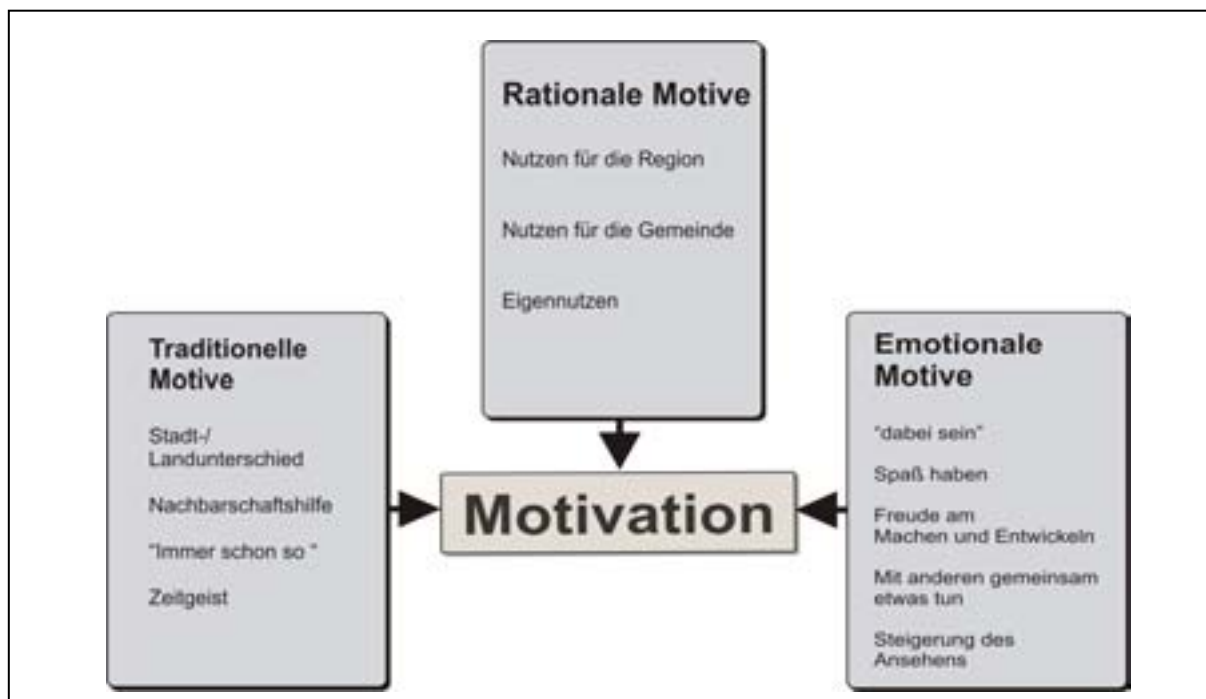 Rationale Motive
Nutzen für die Region
Nutzen für die Gemeinde
Eigennutzen
Traditionelle
Motive
Stadt-/
Landunterschied
Nachbarschaftshilfe
"Immer schon so "
Zeitgeist
Motivation
Emotionale
Motive
"dabei sein"
Spaß haben
Freude am
Machen und Entwickeln
Mit anderen gemeinsam
etwas tun
Steigerung des
Ansehens